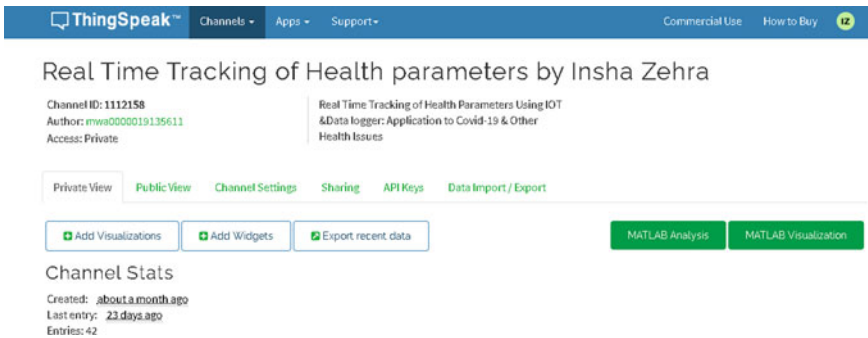 ThingSpeak™ Channels Apps Support Commercial Use How to Buy IZ
Real Time Tracking of Health parameters by Insha Zehra
Channel ID: 1112158
Author: mwa0000019135611
Access: Private
Real Time Tracking of Health Parameters Using IOT
&Data logger: Application to Covid-19 & Other
Health Issues
Private View Public View Channel Settings Sharing API Keys Data Import / Export
Add Visualizations Add Widgets Export recent data MATLAB Analysis MATLAB Visualization
Channel Stats
Created: about a month ago
Last entry: 23 days ago
Entries: 42